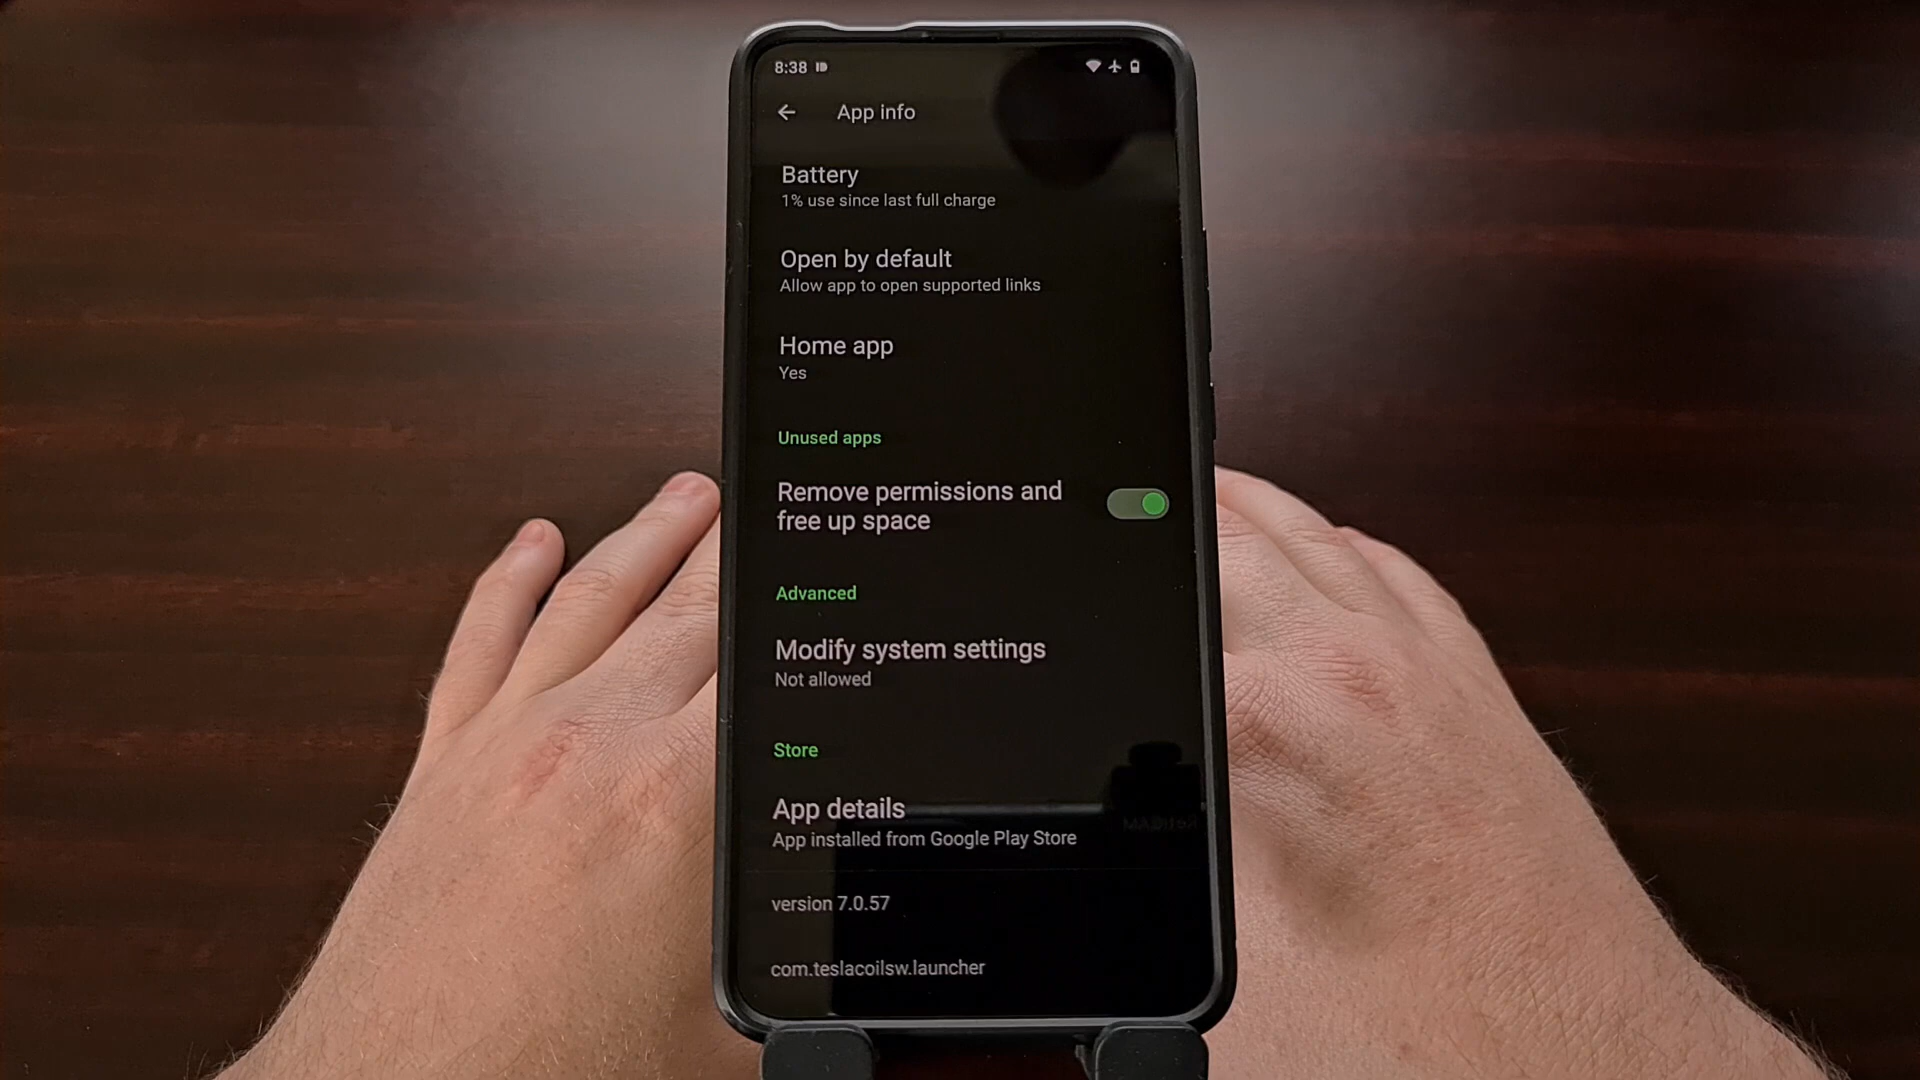 8:38
App info
Battery
1% use since last full charge
Open by default
Allow app to open supported links
Home app
Yes
Unused apps
Remove permissions and
free up space
Advanced
Modify system settings
Not allowed
Store
App details
App installed from Google Play Store
version 7.0.57
com.teslacoilsw.launcher